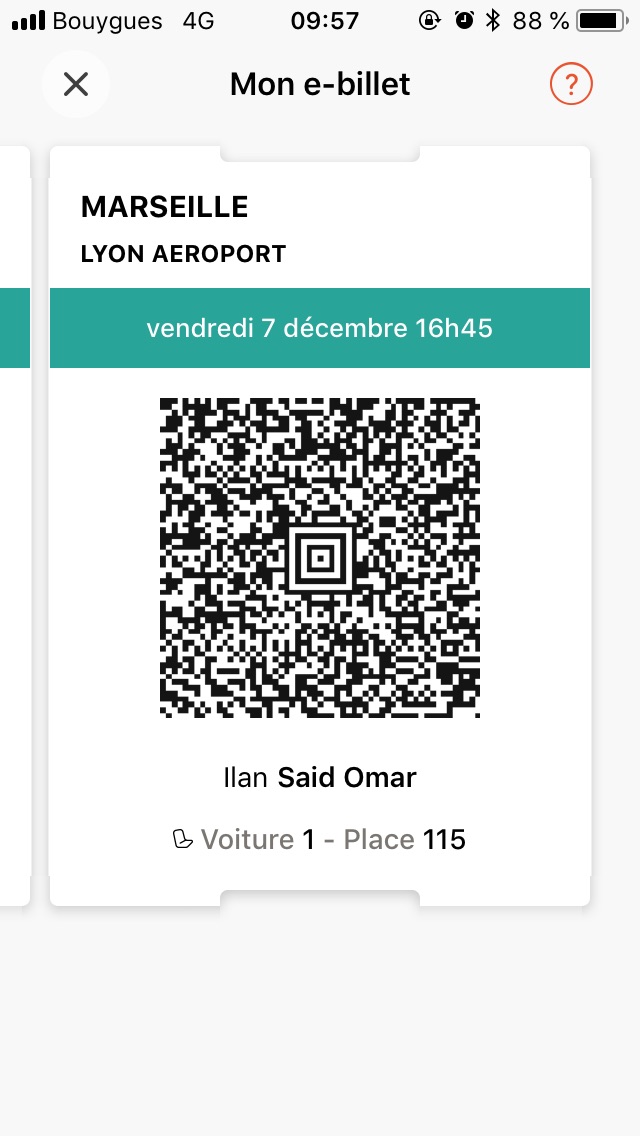 Bouygues 4G 09:57 88 %
Mon e-billet ?
MARSEILLE
LYON AEROPORT
vendredi 7 décembre 16h45
Ilan Said Omar
Voiture 1 - Place 115